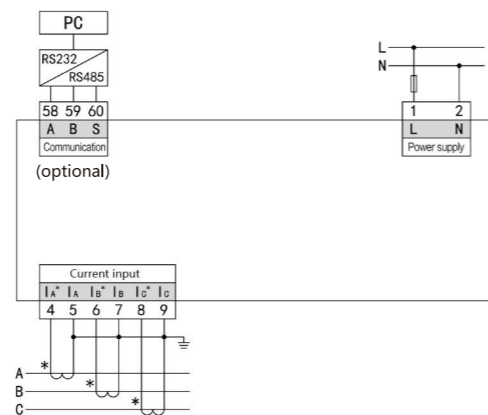 PC
RS232
RS485
58 59 60
A B S
Communication
(optional)
L
N
1 2
L N
Power supply
Current input
IA* IA IB* IB IC* IC
4 5 6 7 8 9
A *
B *
C *